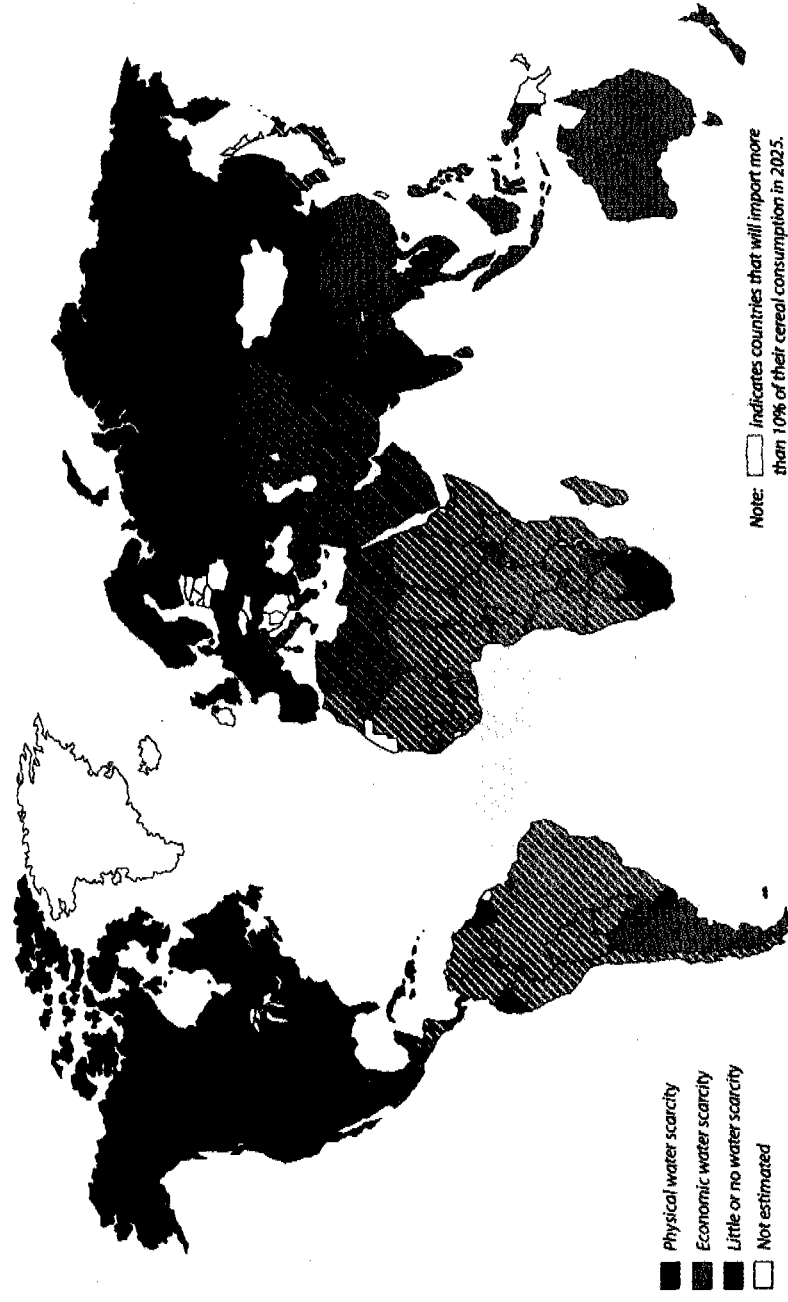 Physical water scarcity
Economic water scarcity
Little or no water scarcity
Not estimated
Note: Indicates countries that will import more
than 10% of their cereal consumption in 2025.